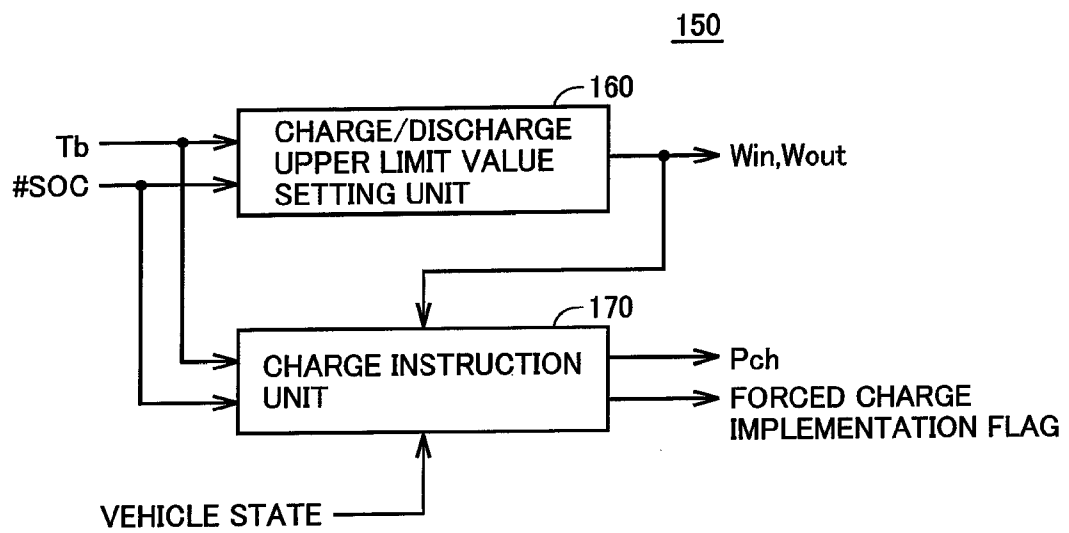 150
160
Tb
#SOC
CHARGE/DISCHARGE
UPPER LIMIT VALUE
SETTING UNIT
Win,Wout
170
CHARGE INSTRUCTION
UNIT
Pch
FORCED CHARGE
IMPLEMENTATION FLAG
VEHICLE STATE